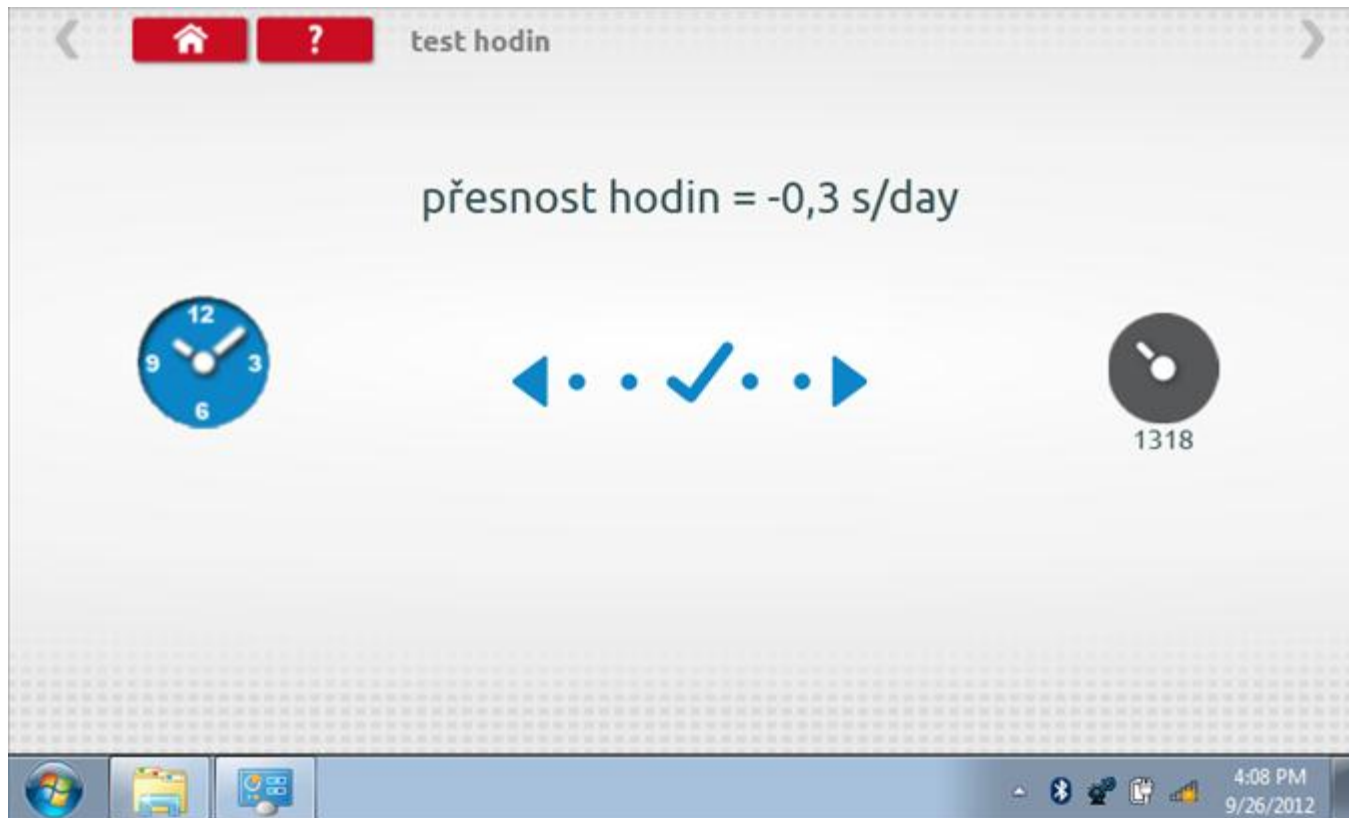 ? test hodin
přesnost hodin = -0,3 s/day
12
9 3
6
1318
4:08 PM
9/26/2012